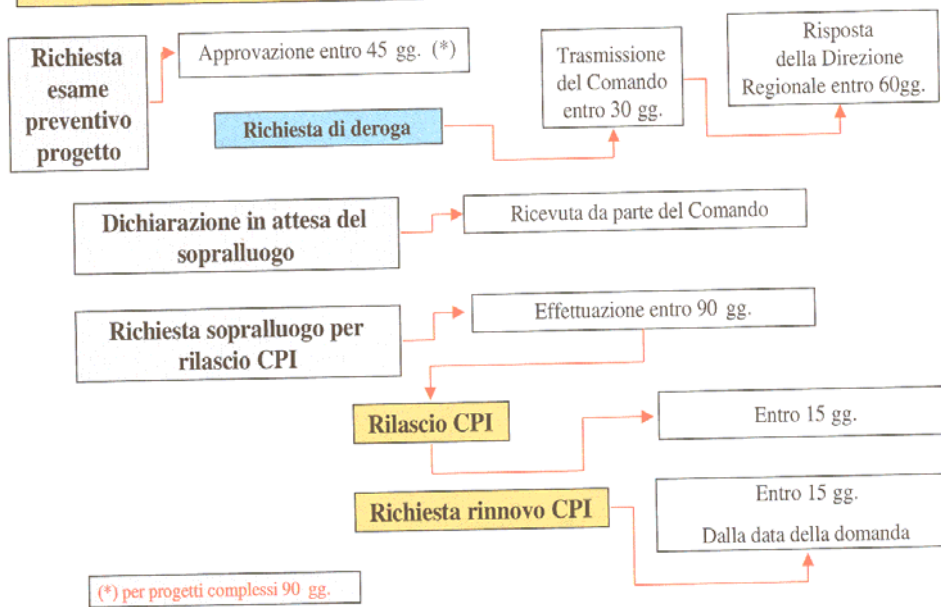 Richiesta
esame
preventivo
progetto
Approvazione entro 45 gg. (*)
Richiesta di deroga
Trasmissione
del Comando
entro 30 gg.
Risposta
della Direzione
Regionale entro 60gg.
Dichiarazione in attesa del
sopralluogo
Ricevuta da parte del Comando
Richiesta sopralluogo per
rilascio CPI
Effettuazione entro 90 gg.
Rilascio CPI
Entro 15 gg.
Richiesta rinnovo CPI
Entro 15 gg.
Dalla data della domanda
(*) per progetti complessi 90 gg.